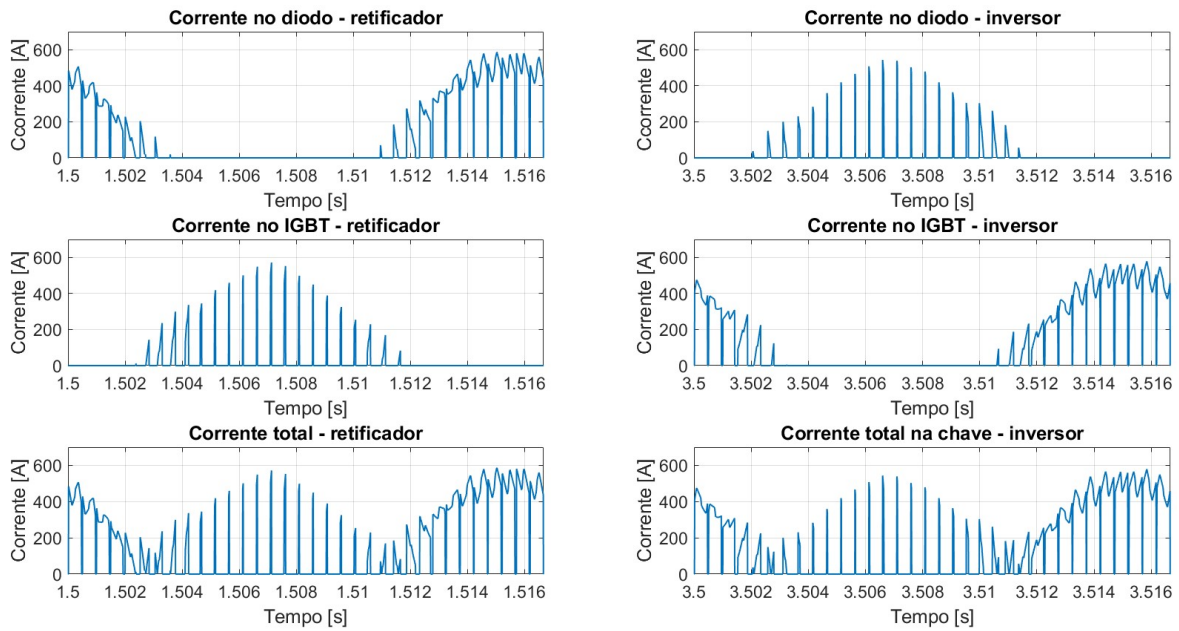 Corrente no diodo - retificador
Ccorrente [A]
600
400
200
0
1.5 1.502 1.504 1.506 1.508 1.51 1.512 1.514 1.516
Tempo [s]
Corrente no diodo - inversor
Ccorrente [A]
600
400
200
0
3.5 3.502 3.504 3.506 3.508 3.51 3.512 3.514 3.516
Tempo [s]
Corrente no IGBT - retificador
Corrente [A]
600
400
200
0
1.5 1.502 1.504 1.506 1.508 1.51 1.512 1.514 1.516
Tempo [s]
Corrente no IGBT - inversor
Corrente [A]
600
400
200
0
3.5 3.502 3.504 3.506 3.508 3.51 3.512 3.514 3.516
Tempo [s]
Corrente total - retificador
Corrente [A]
600
400
200
0
1.5 1.502 1.504 1.506 1.508 1.51 1.512 1.514 1.516
Tempo [s]
Corrente total na chave - inversor
Corrente [A]
600
400
200
0
3.5 3.502 3.504 3.506 3.508 3.51 3.512 3.514 3.516
Tempo [s]